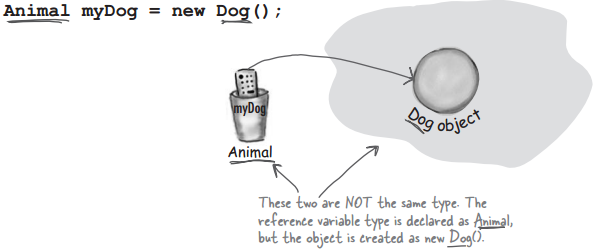 Animal myDog = new Dog();
myDog
Dog object
Animal
These two are NOT the same type. The
reference variable type is declared as Animal,
but the object is created as new Dog().